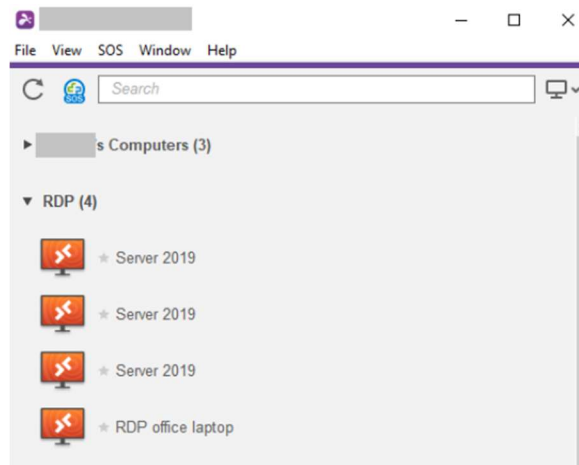 File View SOS Window Help
SOS Search
's Computers (3)
RDP (4)
Server 2019
Server 2019
Server 2019
RDP office laptop